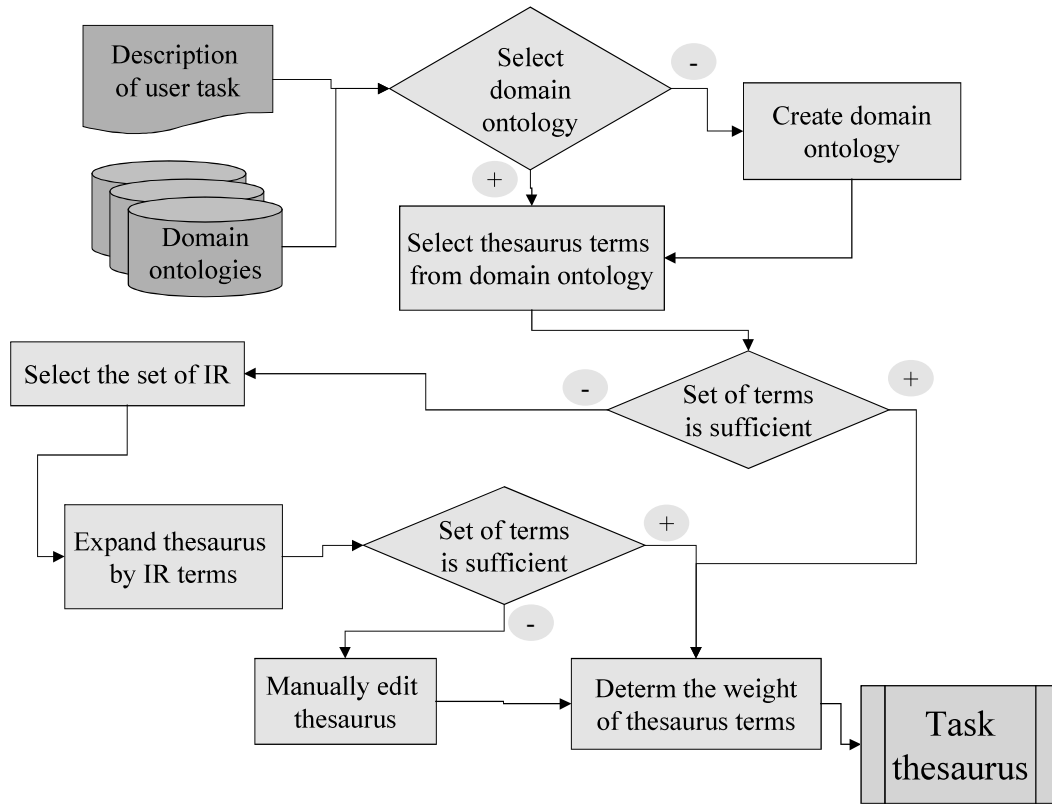 Description
of user task
Select
domain
ontology
-
Create domain
ontology
+
Domain
ontologies
Select thesaurus terms
from domain ontology
Select the set of IR
-
Set of terms
is sufficient
+
Expand thesaurus
by IR terms
Set of terms
is sufficient
+
-
Manually edit
thesaurus
Determ the weight
of thesaurus terms
Task
thesaurus